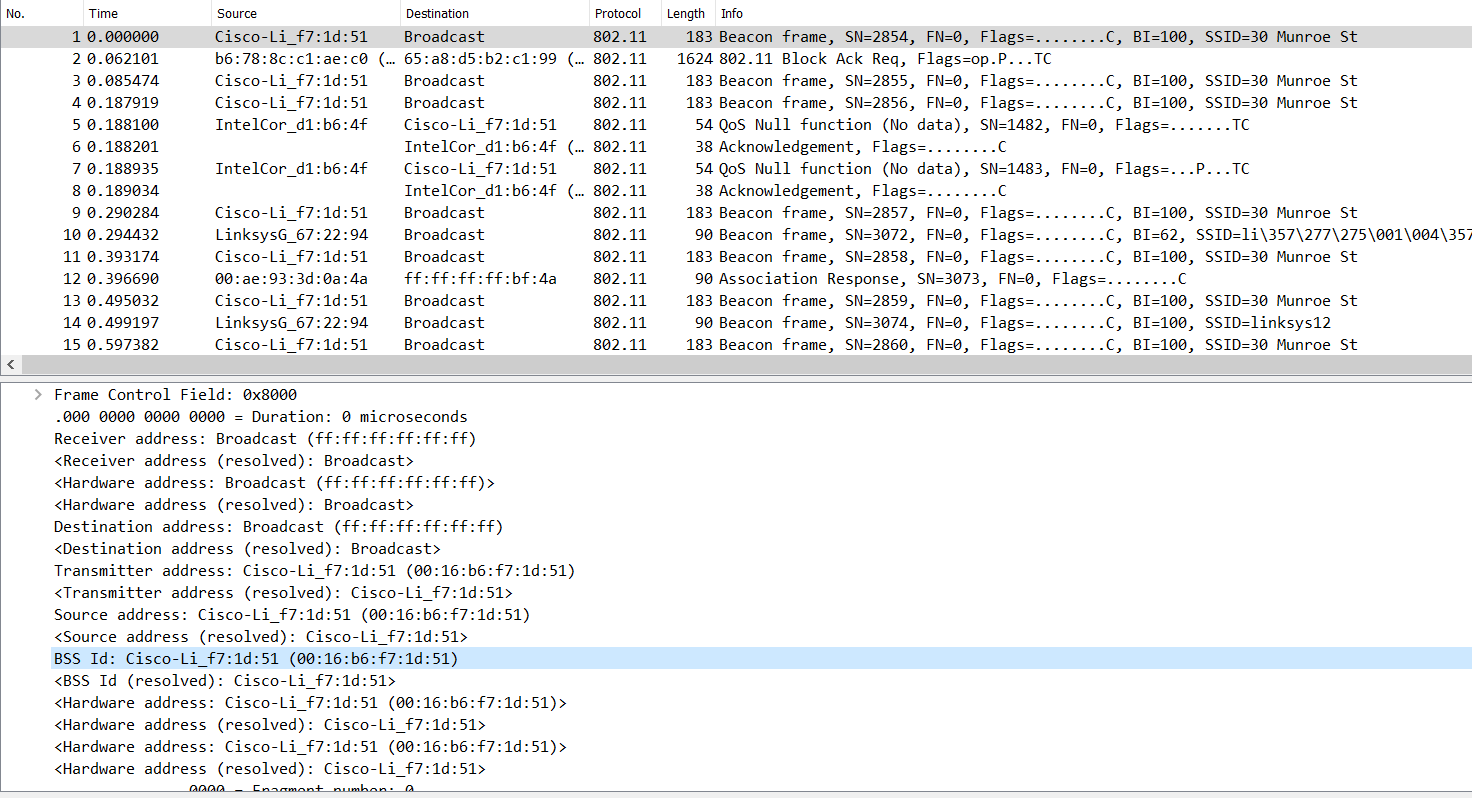 No. Time Source Destination Protocol Length Info
1 0.000000 Cisco-Li_f7:1d:51 Broadcast 802.11 183 Beacon frame, SN=2854, FN=0, Flags=........C, BI=100, SSID=30 Munroe St
2 0.062101 b6:78:8c:c1:ae:c0 (… 65:a8:d5:b2:c1:99 (… 802.11 1624 802.11 Block Ack Req, Flags=op.P...TC
3 0.085474 Cisco-Li_f7:1d:51 Broadcast 802.11 183 Beacon frame, SN=2855, FN=0, Flags=........C, BI=100, SSID=30 Munroe St
4 0.187919 Cisco-Li_f7:1d:51 Broadcast 802.11 183 Beacon frame, SN=2856, FN=0, Flags=........C, BI=100, SSID=30 Munroe St
5 0.188100 IntelCor_d1:b6:4f Cisco-Li_f7:1d:51 802.11 54 QoS Null function (No data), SN=1482, FN=0, Flags=.......TC
6 0.188201 IntelCor_d1:b6:4f (… 802.11 38 Acknowledgement, Flags=........C
7 0.188935 IntelCor_d1:b6:4f Cisco-Li_f7:1d:51 802.11 54 QoS Null function (No data), SN=1483, FN=0, Flags=...P...TC
8 0.189034 IntelCor_d1:b6:4f (… 802.11 38 Acknowledgement, Flags=........C
9 0.290284 Cisco-Li_f7:1d:51 Broadcast 802.11 183 Beacon frame, SN=2857, FN=0, Flags=........C, BI=100, SSID=30 Munroe St
10 0.294432 LinksysG_67:22:94 Broadcast 802.11 90 Beacon frame, SN=3072, FN=0, Flags=........C, BI=62, SSID=li\357\277\275\001\004\357
11 0.393174 Cisco-Li_f7:1d:51 Broadcast 802.11 183 Beacon frame, SN=2858, FN=0, Flags=........C, BI=100, SSID=30 Munroe St
12 0.396690 00:ae:93:3d:0a:4a ff:ff:ff:ff:bf:4a 802.11 90 Association Response, SN=3073, FN=0, Flags=........C
13 0.495032 Cisco-Li_f7:1d:51 Broadcast 802.11 183 Beacon frame, SN=2859, FN=0, Flags=........C, BI=100, SSID=30 Munroe St
14 0.499197 LinksysG_67:22:94 Broadcast 802.11 90 Beacon frame, SN=3074, FN=0, Flags=........C, BI=100, SSID=linksys12
15 0.597382 Cisco-Li_f7:1d:51 Broadcast 802.11 183 Beacon frame, SN=2860, FN=0, Flags=........C, BI=100, SSID=30 Munroe St
Frame Control Field: 0x8000
.000 0000 0000 0000 = Duration: 0 microseconds
Receiver address: Broadcast (ff:ff:ff:ff:ff:ff)
<Receiver address (resolved): Broadcast>
<Hardware address: Broadcast (ff:ff:ff:ff:ff:ff)>
<Hardware address (resolved): Broadcast>
Destination address: Broadcast (ff:ff:ff:ff:ff:ff)
<Destination address (resolved): Broadcast>
Transmitter address: Cisco-Li_f7:1d:51 (00:16:b6:f7:1d:51)
<Transmitter address (resolved): Cisco-Li_f7:1d:51>
Source address: Cisco-Li_f7:1d:51 (00:16:b6:f7:1d:51)
<Source address (resolved): Cisco-Li_f7:1d:51>
BSS Id: Cisco-Li_f7:1d:51 (00:16:b6:f7:1d:51)
<BSS Id (resolved): Cisco-Li_f7:1d:51>
<Hardware address: Cisco-Li_f7:1d:51 (00:16:b6:f7:1d:51)>
<Hardware address (resolved): Cisco-Li_f7:1d:51>
<Hardware address: Cisco-Li_f7:1d:51 (00:16:b6:f7:1d:51)>
<Hardware address (resolved): Cisco-Li_f7:1d:51>
0000 = Fragment number: 0